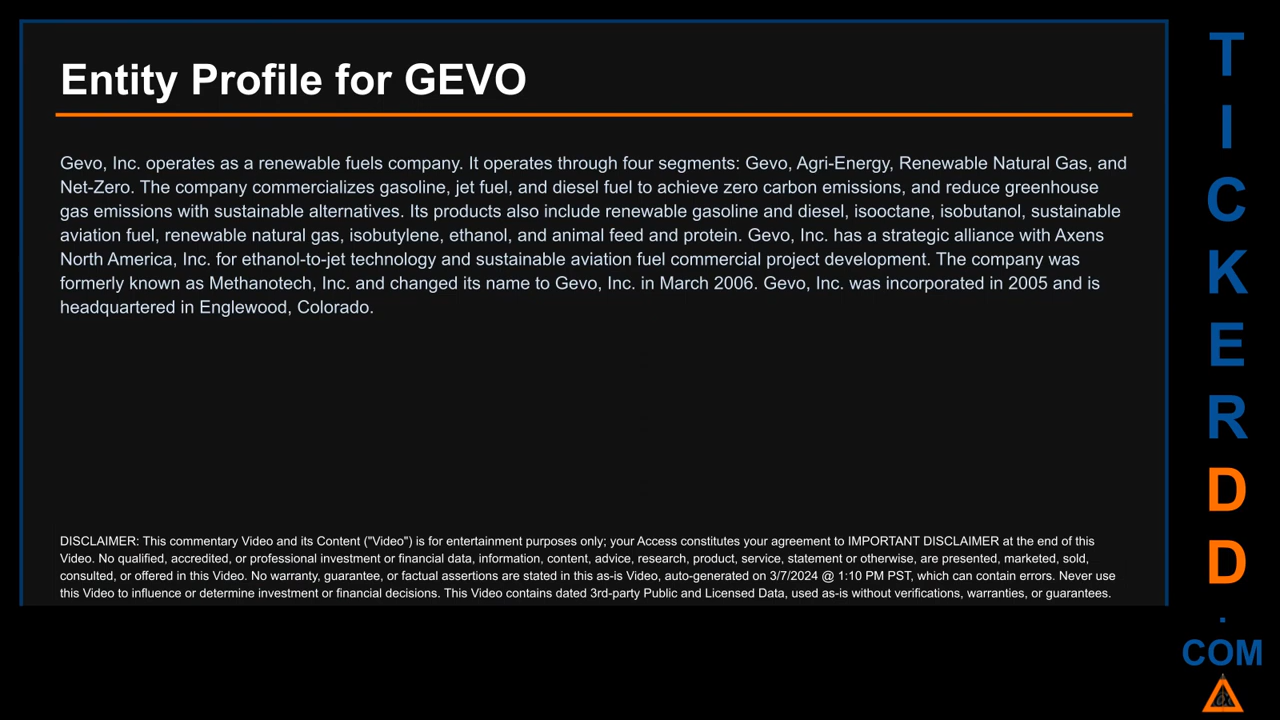 Entity Profile for GEVO
Gevo, Inc. operates as a renewable fuels company. It operates through four segments: Gevo, Agri-Energy, Renewable Natural Gas, and
Net-Zero. The company commercializes gasoline, jet fuel, and diesel fuel to achieve zero carbon emissions, and reduce greenhouse
gas emissions with sustainable alternatives. Its products also include renewable gasoline and diesel, isooctane, isobutanol, sustainable
aviation fuel, renewable natural gas, isobutylene, ethanol, and animal feed and protein. Gevo, Inc. has a strategic alliance with Axens
North America, Inc. for ethanol-to-jet technology and sustainable aviation fuel commercial project development. The company was
formerly known as Methanotech, Inc. and changed its name to Gevo, Inc. in March 2006. Gevo, Inc. was incorporated in 2005 and is
headquartered in Englewood, Colorado.
DISCLAIMER: This commentary Video and its Content ("Video") is for entertainment purposes only; your Access constitutes your agreement to IMPORTANT DISCLAIMER at the end of this
Video. No qualified, accredited, or professional investment or financial data, information, content, advice, research, product, service, statement or otherwise, are presented, marketed, sold,
consulted, or offered in this Video. No warranty, guarantee, or factual assertions are stated in this as-is Video, auto-generated on 3/7/2024 @ 1:10 PM PST, which can contain errors. Never use
this Video to influence or determine investment or financial decisions. This Video contains dated 3rd-party Public and Licensed Data, used as-is without verifications, warranties, or guarantees.
T
I
C
K
E
R
D
D
.
COM